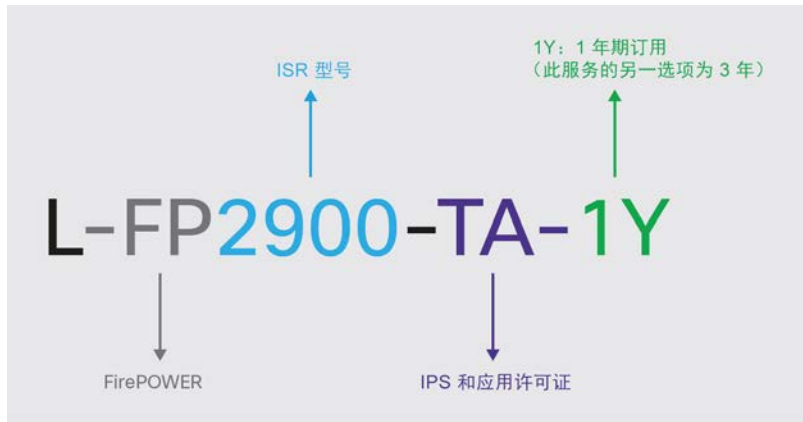 1Y：1 年期订用
ISR 型号
（此服务的另一选项为 3 年）
L-FP2900-TA-1Y
FirePOWER
IPS 和应用许可证